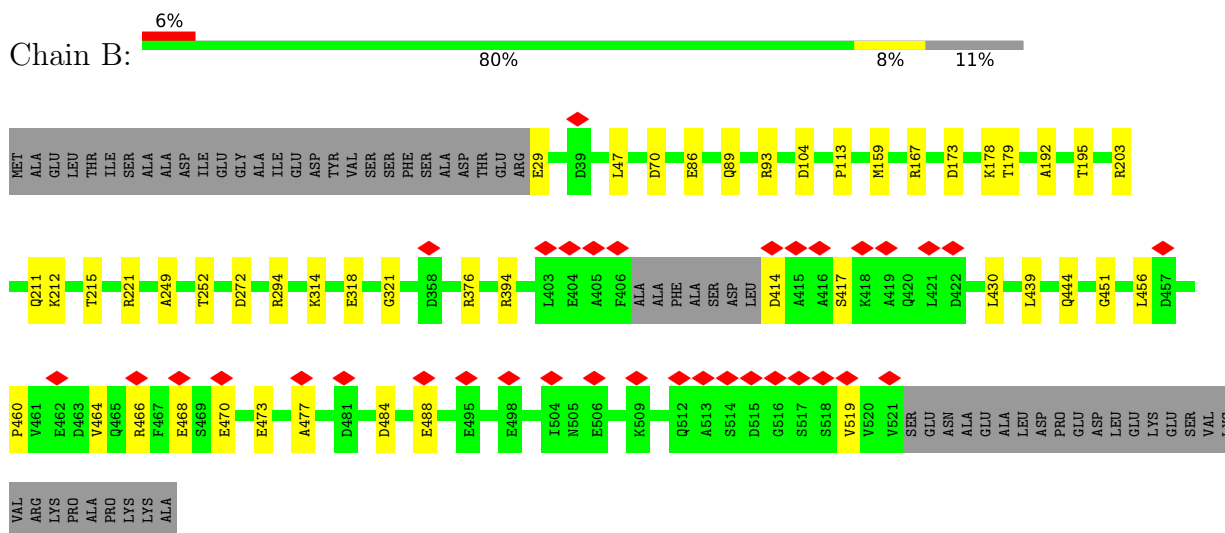 6%
Chain B:
80% 8% 11%
MET ALA GLU LEU THR ILE SER ALA ALA ASP ILE GLU GLY ALA ILE GLU ASP TYR VAL SER SER PHE SER ALA ASP THR GLU ARG E29 D39 L47 D70 E86 Q89 R93 D104 P113 M159 R167 D173 K178 T179 A192 T195 R203
Q211 K212 T215 R221 A249 T252 D272 R294 K314 E318 G321 D358 R376 R394 L403 E404 A405 F406 ALA ALA PHE ALA SER ASP LEU D414 A415 A416 S417 K418 A419 Q420 L421 D422 L430 L439 Q444 G451 L456 D457
P460 V461 E462 D463 V464 Q465 R466 F467 E468 S469 E470 E473 A477 D481 D484 E488 E495 E498 I504 N505 E506 K509 Q512 A513 S514 D515 G516 S517 S518 V519 V520 V521 SER GLU ASN ALA GLU ALA LEU ASP PRO GLU ASP LEU GLU LYS GLU SER VAL
VAL ARG LYS PRO ALA PRO LYS LYS ALA